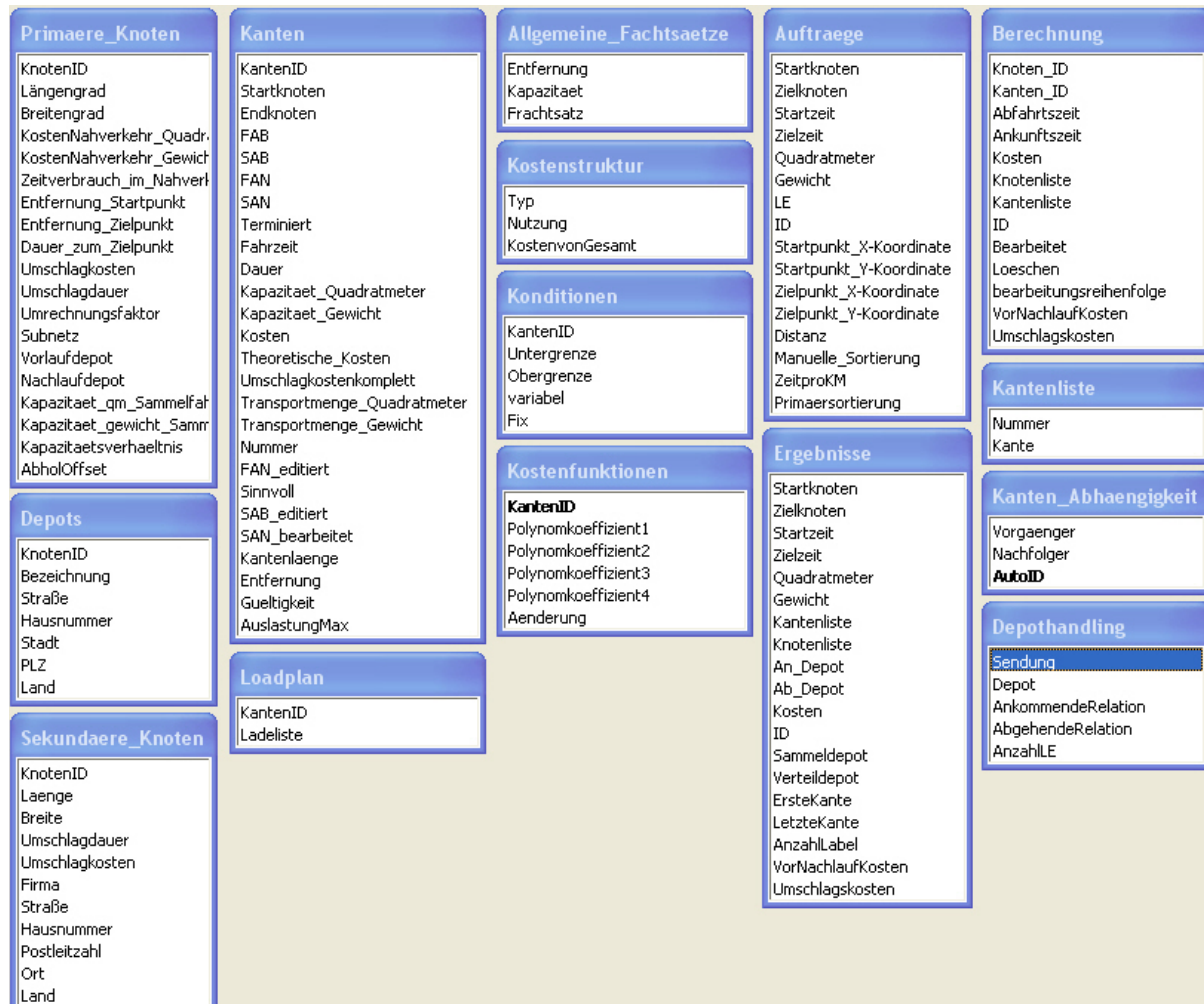 Primaere_Knoten
KnotenID
Längengrad
Breitengrad
KostenNahverkehr_Quadr
KostenNahverkehr_Gewich
Zeitverbrauch_im_Nahverk
Entfernung_Startpunkt
Entfernung_Zielpunkt
Dauer_zum_Zielpunkt
Umschlagkosten
Umschlagdauer
Umrechnungsfaktor
Subnetz
Vorlaufdepot
Nachlaufdepot
Kapazitaet_qm_Sammelfah
Kapazitaet_gewicht_Samm
Kapazitaetsverhaeltnis
AbholOffset
Depots
KnotenID
Bezeichnung
Straße
Hausnummer
Stadt
PLZ
Land
Sekundaere_Knoten
KnotenID
Laenge
Breite
Umschlagdauer
Umschlagkosten
Firma
Straße
Hausnummer
Postleitzahl
Ort
Land
Kanten
KantenID
Startknoten
Endknoten
FAB
SAB
FAN
SAN
Terminiert
Fahrzeit
Dauer
Kapazitaet_Quadratmeter
Kapazitaet_Gewicht
Kosten
Theoretische_Kosten
Umschlagkostenkomplett
Transportmenge_Quadratmeter
Transportmenge_Gewicht
Nummer
FAN_editiert
Sinnvoll
SAB_editiert
SAN_bearbeitet
Kantenlaenge
Entfernung
Gueltigkeit
AuslastungMax
Loadplan
KantenID
Ladeliste
Allgemeine_Fachtsaetze
Entfernung
Kapazitaet
Frachtsatz
Kostenstruktur
Typ
Nutzung
KostenvonGesamt
Konditionen
KantenID
Untergrenze
Obergrenze
variabel
Fix
Kostenfunktionen
KantenID
Polynomkoeffizient1
Polynomkoeffizient2
Polynomkoeffizient3
Polynomkoeffizient4
Aenderung
Auftraege
Startknoten
Zielknoten
Startzeit
Zielzeit
Quadratmeter
Gewicht
LE
ID
Startpunkt_X-Koordinate
Startpunkt_Y-Koordinate
Zielpunkt_X-Koordinate
Zielpunkt_Y-Koordinate
Distanz
Manuelle_Sortierung
ZeitproKM
Primaersortierung
Ergebnisse
Startknoten
Zielknoten
Startzeit
Zielzeit
Quadratmeter
Gewicht
Kantenliste
Knotenliste
An_Depot
Ab_Depot
Kosten
ID
Sammeldepot
Verteildepot
ErsteKante
LetzteKante
AnzahlLabel
VorNachlaufKosten
Umschlagskosten
Berechnung
Knoten_ID
Kanten_ID
Abfahrtszeit
Ankunftszeit
Kosten
Knotenliste
Kantenliste
ID
Bearbeitet
Loeschen
bearbeitungsreihenfolge
VorNachlaufKosten
Umschlagskosten
Kantenliste
Nummer
Kante
Kanten_Abhaengigkeit
Vorgaenger
Nachfolger
AutoID
Depothandling
Sendung
Depot
AnkommendeRelation
AbgehendeRelation
AnzahlLE